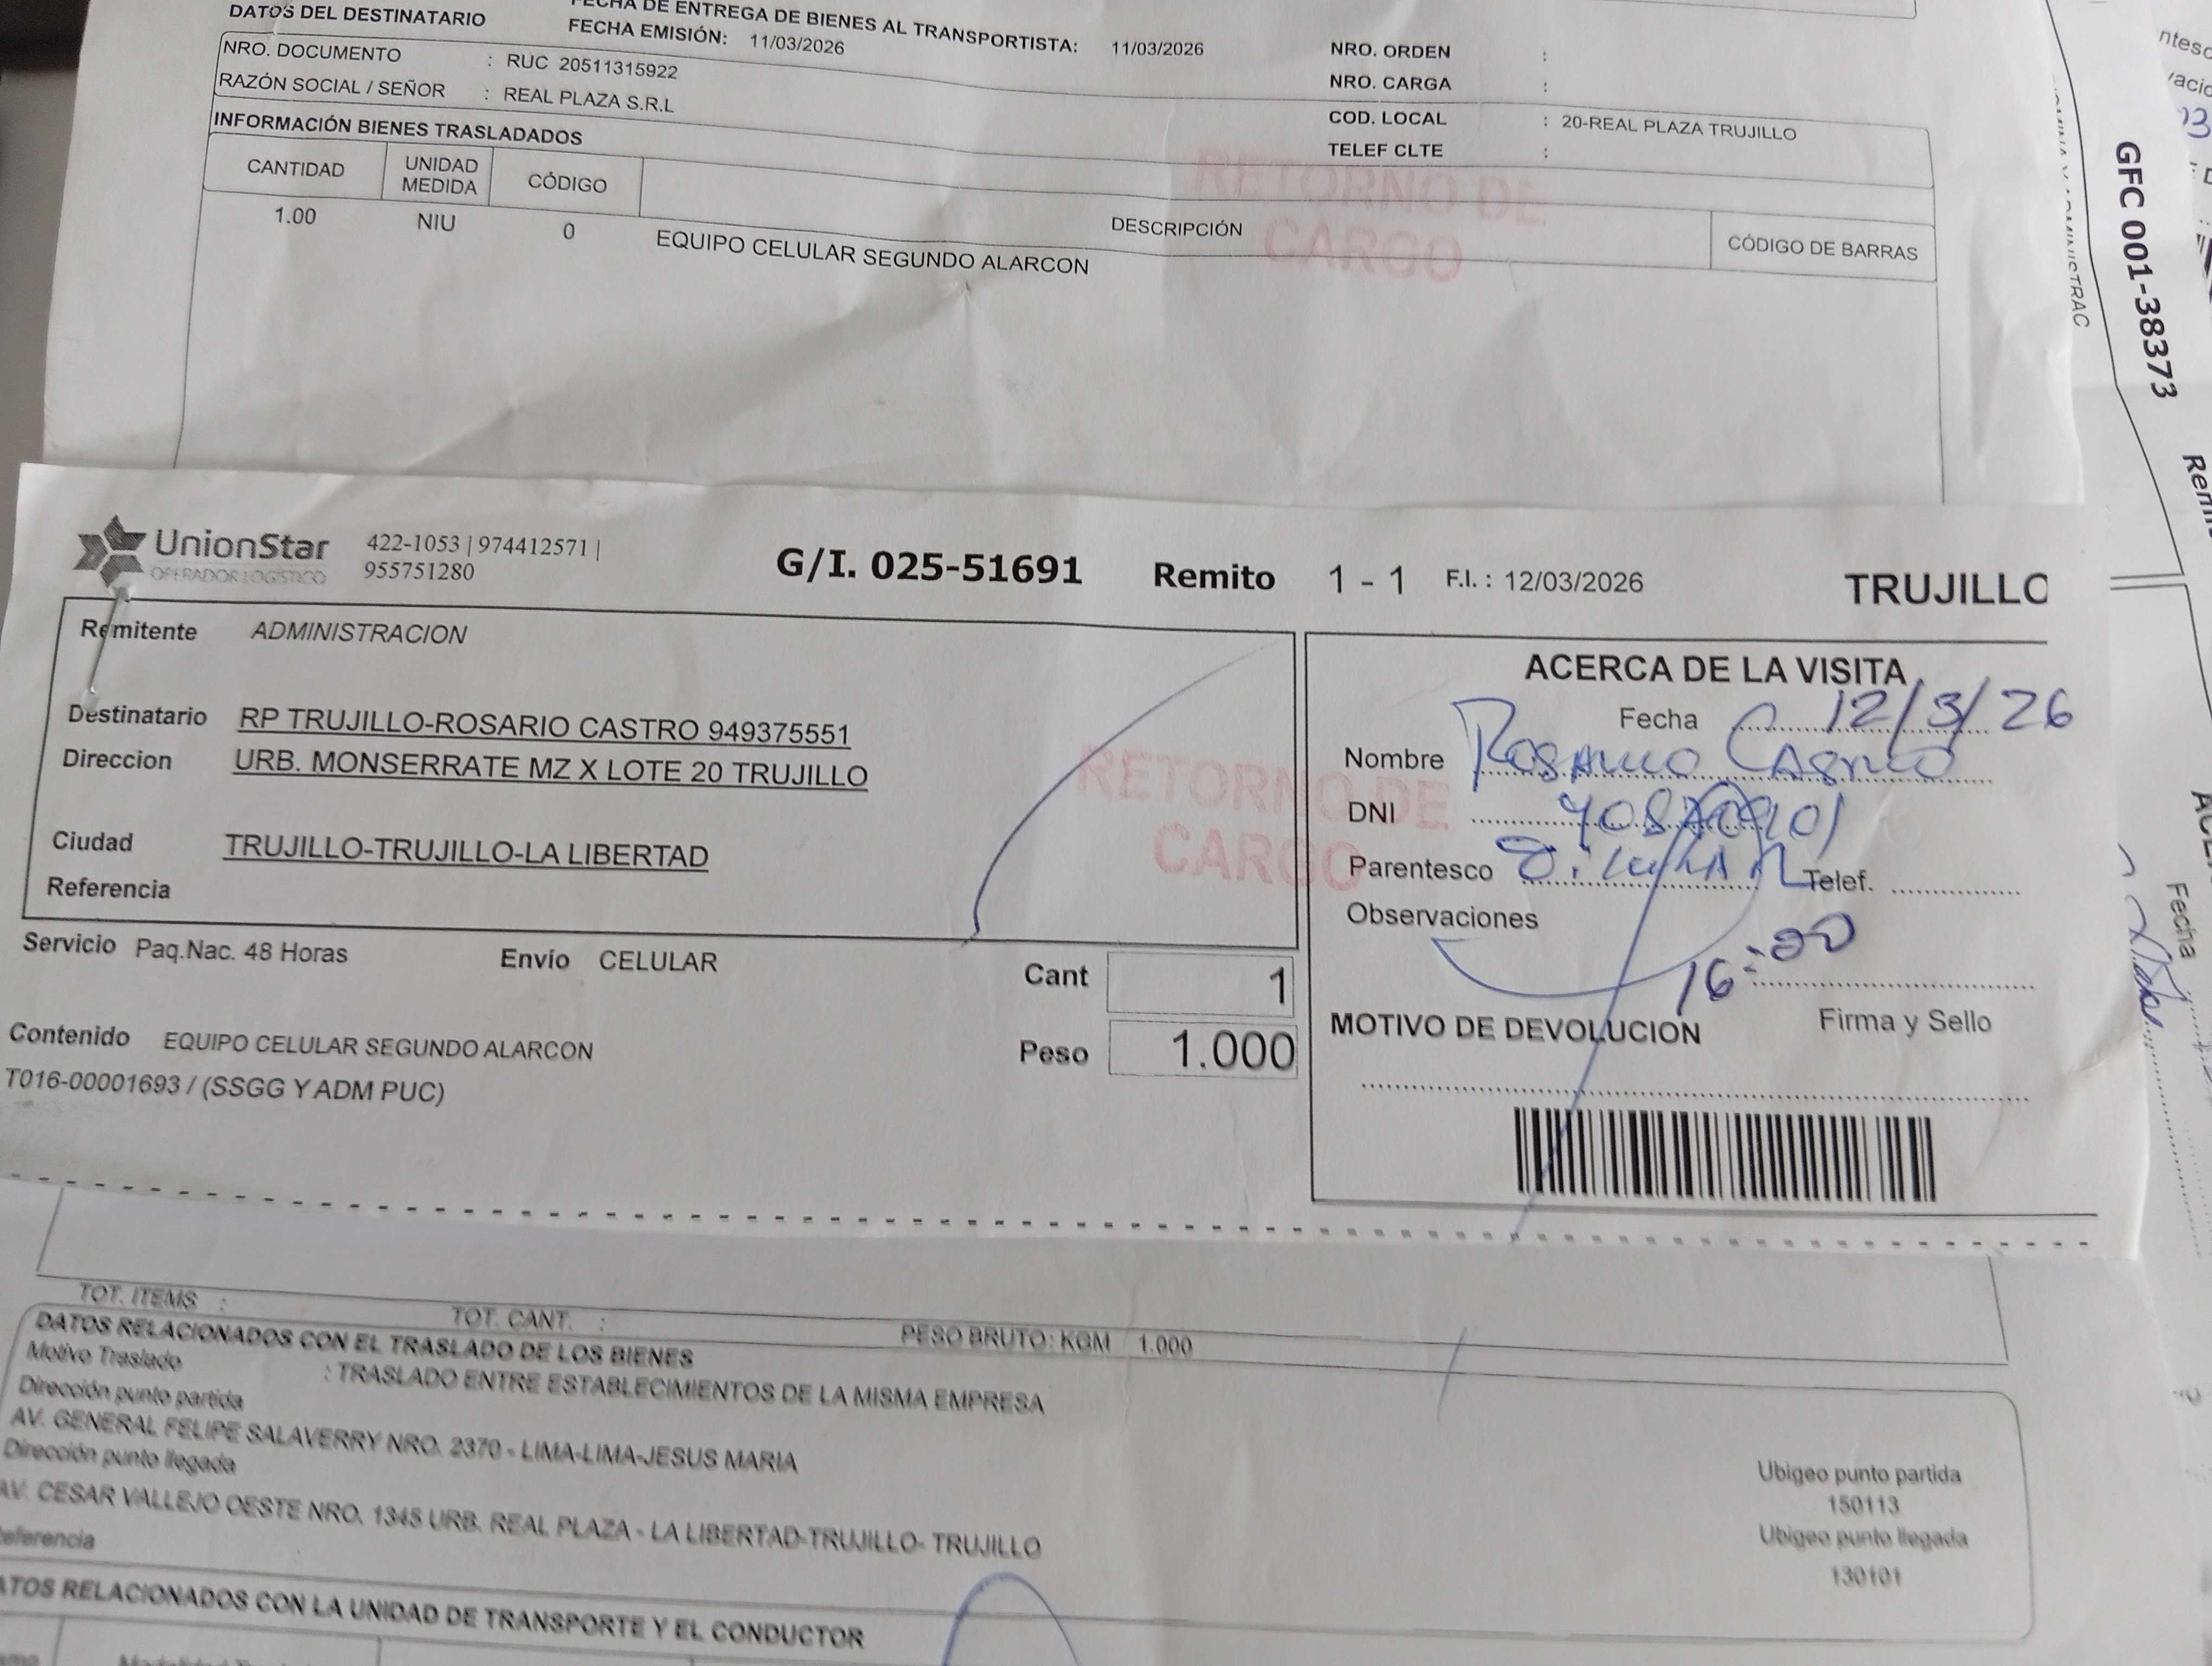 FECHA DE ENTREGA DE BIENES AL TRANSPORTISTA: 11/03/2026
DATOS DEL DESTINATARIO
FECHA EMISIÓN: 11/03/2026
NRO. DOCUMENTO : RUC 20511315922
RAZÓN SOCIAL / SEÑOR : REAL PLAZA S.R.L
NRO. ORDEN :
NRO. CARGA :
COD. LOCAL : 20-REAL PLAZA TRUJILLO
TELEF CLTE :
INFORMACIÓN BIENES TRASLADADOS
CANTIDAD UNIDAD MEDIDA CÓDIGO DESCRIPCIÓN CÓDIGO DE BARRAS
1.00 NIU 0 EQUIPO CELULAR SEGUNDO ALARCON
RETORNO DE
CARGO
GFC 001-38373
UnionStar
OPERADOR LOGÍSTICO
422-1053 | 974412571 |
955751280
G/I. 025-51691 Remito 1 - 1 F.I. : 12/03/2026 TRUJILLO
Remitente ADMINISTRACION
Destinatario RP TRUJILLO-ROSARIO CASTRO 949375551
Direccion URB. MONSERRATE MZ X LOTE 20 TRUJILLO
Ciudad TRUJILLO-TRUJILLO-LA LIBERTAD
Referencia
RETORNO DE
CARGO
Servicio Paq.Nac. 48 Horas Envío CELULAR
Cant 1
Contenido EQUIPO CELULAR SEGUNDO ALARCON
Peso 1.000
T016-00001693 / (SSGG Y ADM PUC)
ACERCA DE LA VISITA
Fecha 12/3/26
Nombre Rosario Castro
DNI
Parentesco Telef.
Observaciones
16:00
Firma y Sello
MOTIVO DE DEVOLUCION
TOT. ITEMS : TOT. CANT. : PESO BRUTO: KGM 1.000
DATOS RELACIONADOS CON EL TRASLADO DE LOS BIENES
Motivo Traslado : TRASLADO ENTRE ESTABLECIMIENTOS DE LA MISMA EMPRESA
Dirección punto partida
AV. GENERAL FELIPE SALAVERRY NRO. 2370 - LIMA-LIMA-JESUS MARIA
Dirección punto llegada
AV. CESAR VALLEJO OESTE NRO. 1345 URB. REAL PLAZA - LA LIBERTAD-TRUJILLO- TRUJILLO
Ubigeo punto partida
150113
Ubigeo punto llegada
130101
Referencia
DATOS RELACIONADOS CON LA UNIDAD DE TRANSPORTE Y EL CONDUCTOR
Fecha